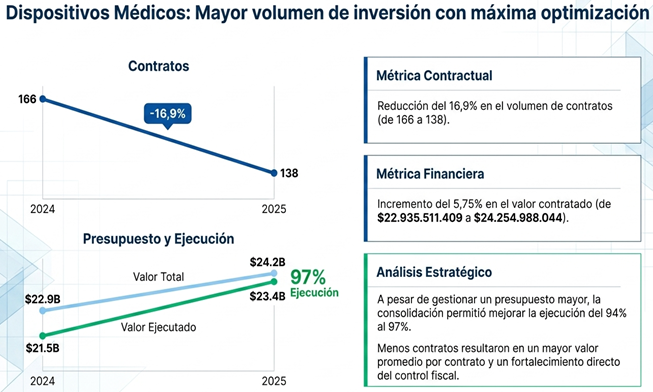 Dispositivos Médicos: Mayor volumen de inversión con máxima optimización
Contratos
166
-16,9%
138
2024
2025
Presupuesto y Ejecución
$22.9B
Valor Total
$24.2B
97%
Ejecución
$23.4B
Valor Ejecutado
$21.5B
2024
2025
Métrica Contractual
Reducción del 16,9% en el volumen de contratos
(de 166 a 138).
Métrica Financiera
Incremento del 5,75% en el valor contratado (de
$22.935.511.409 a $24.254.988.044).
Análisis Estratégico
A pesar de gestionar un presupuesto mayor, la
consolidación permitió mejorar la ejecución del 94%
al 97%.
Menos contratos resultaron en un mayor valor
promedio por contrato y un fortalecimiento directo
del control fiscal.